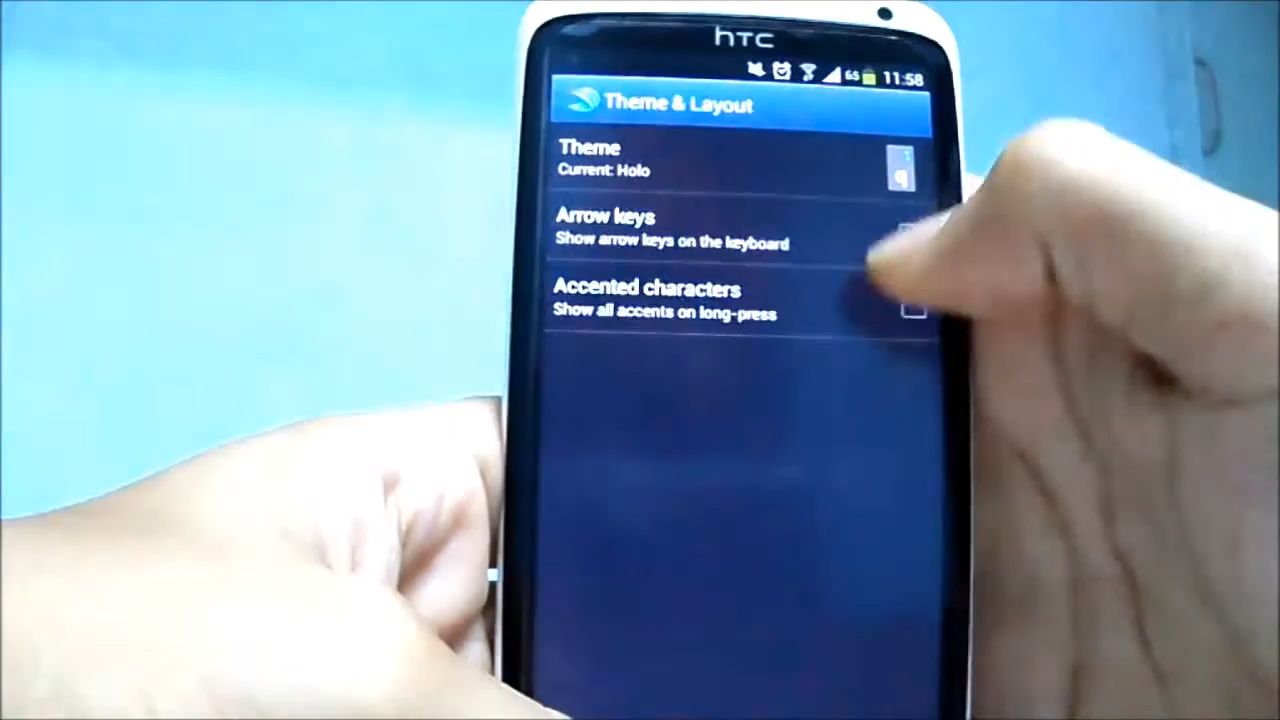 hTC
65 11:58
Theme & Layout
Theme
Current: Holo
q
Arrow keys
Show arrow keys on the keyboard
Accented characters
Show all accents on long-press